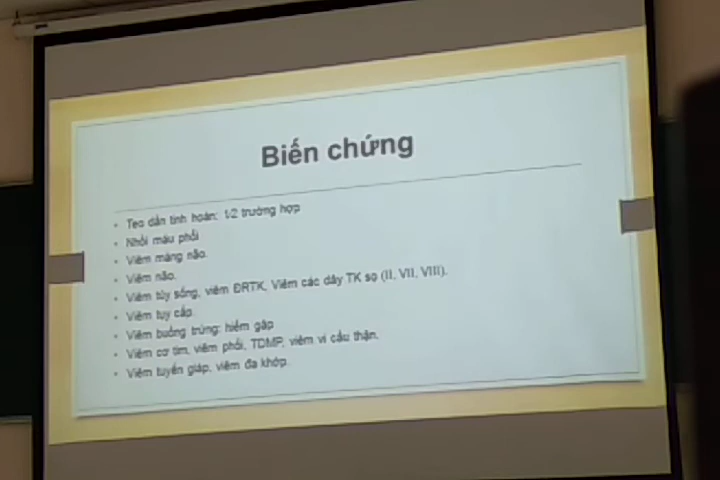 Biến chứng
• Teo dần tinh hoàn: 1⁄2 trường hợp
• Nhồi máu phổi
• Viêm màng não.
• Viêm não.
• Viêm tủy sống, viêm ĐRTK, Viêm các dây TK sọ (II, VII, VIII).
• Viêm tụy cấp.
• Viêm buồng trứng: hiếm gặp
• Viêm cơ tim, viêm phổi, TDMP, viêm vi cầu thận.
• Viêm tuyến giáp, viêm đa khớp.